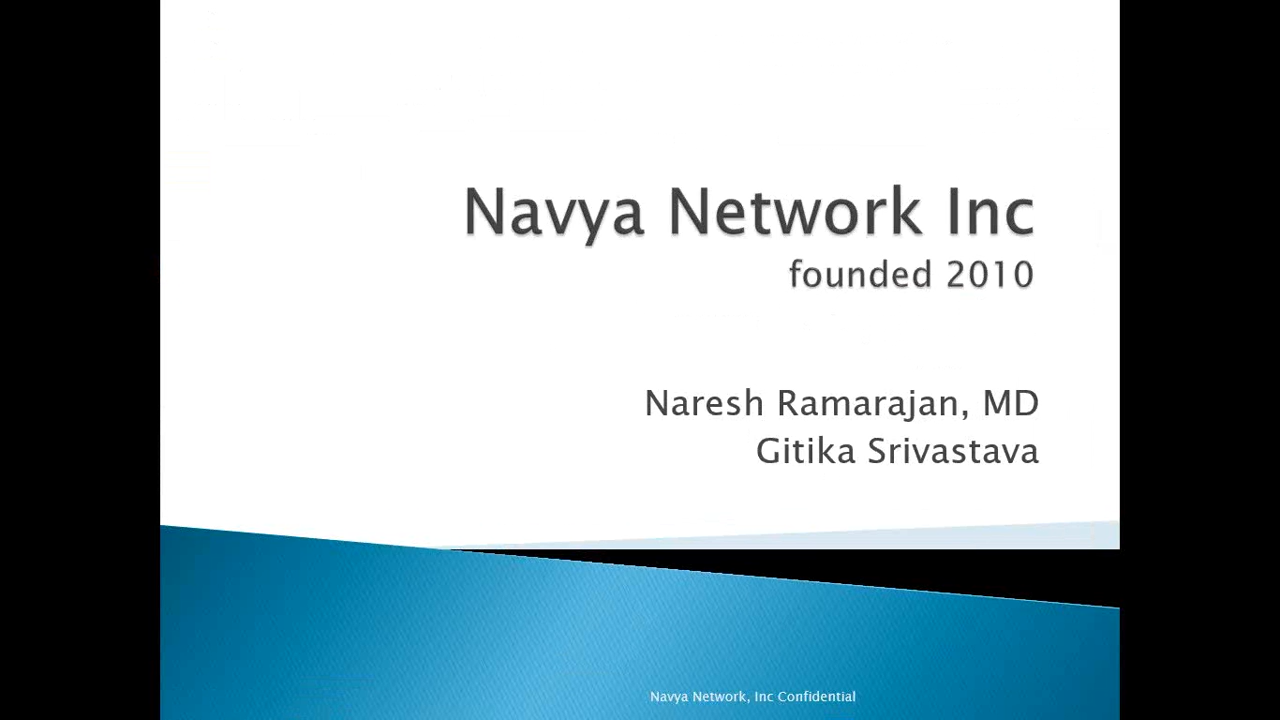 Navya Network Inc
founded 2010
Naresh Ramarajan, MD
Gitika Srivastava
Navya Network, Inc Confidential